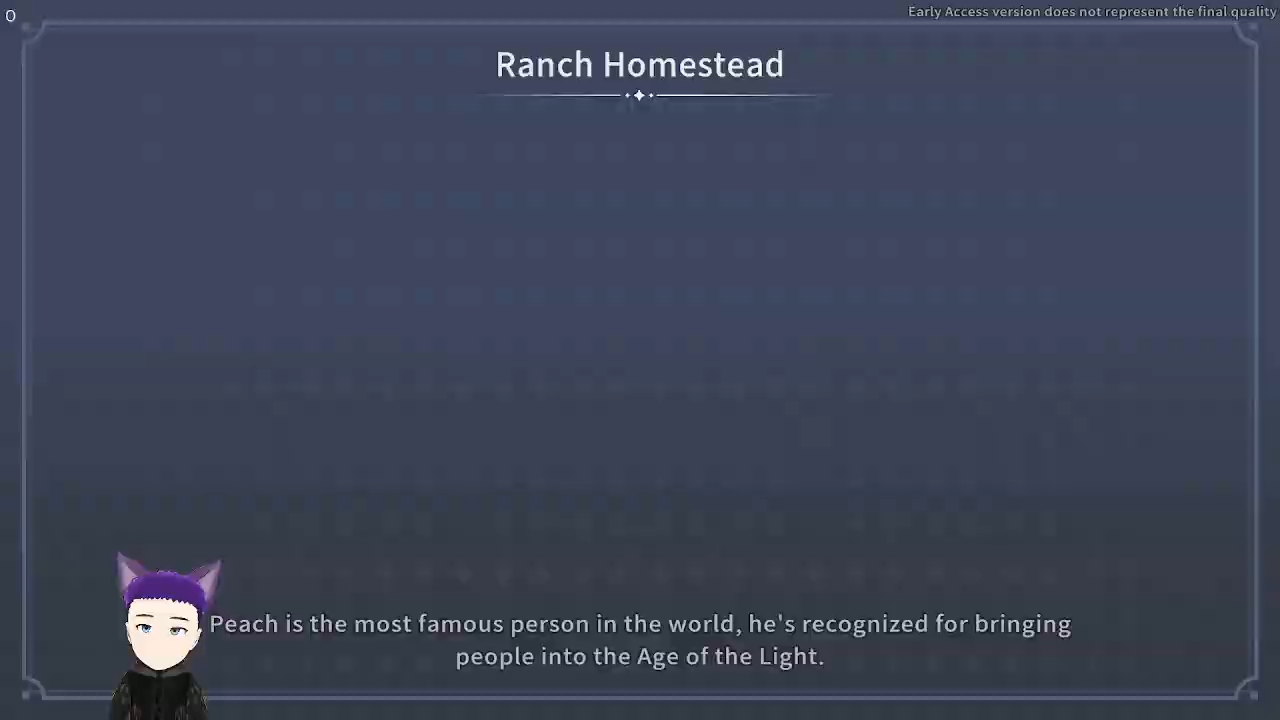 O
Early Access version does not represent the final quality
Ranch Homestead
Peach is the most famous person in the world, he's recognized for bringing
people into the Age of the Light.